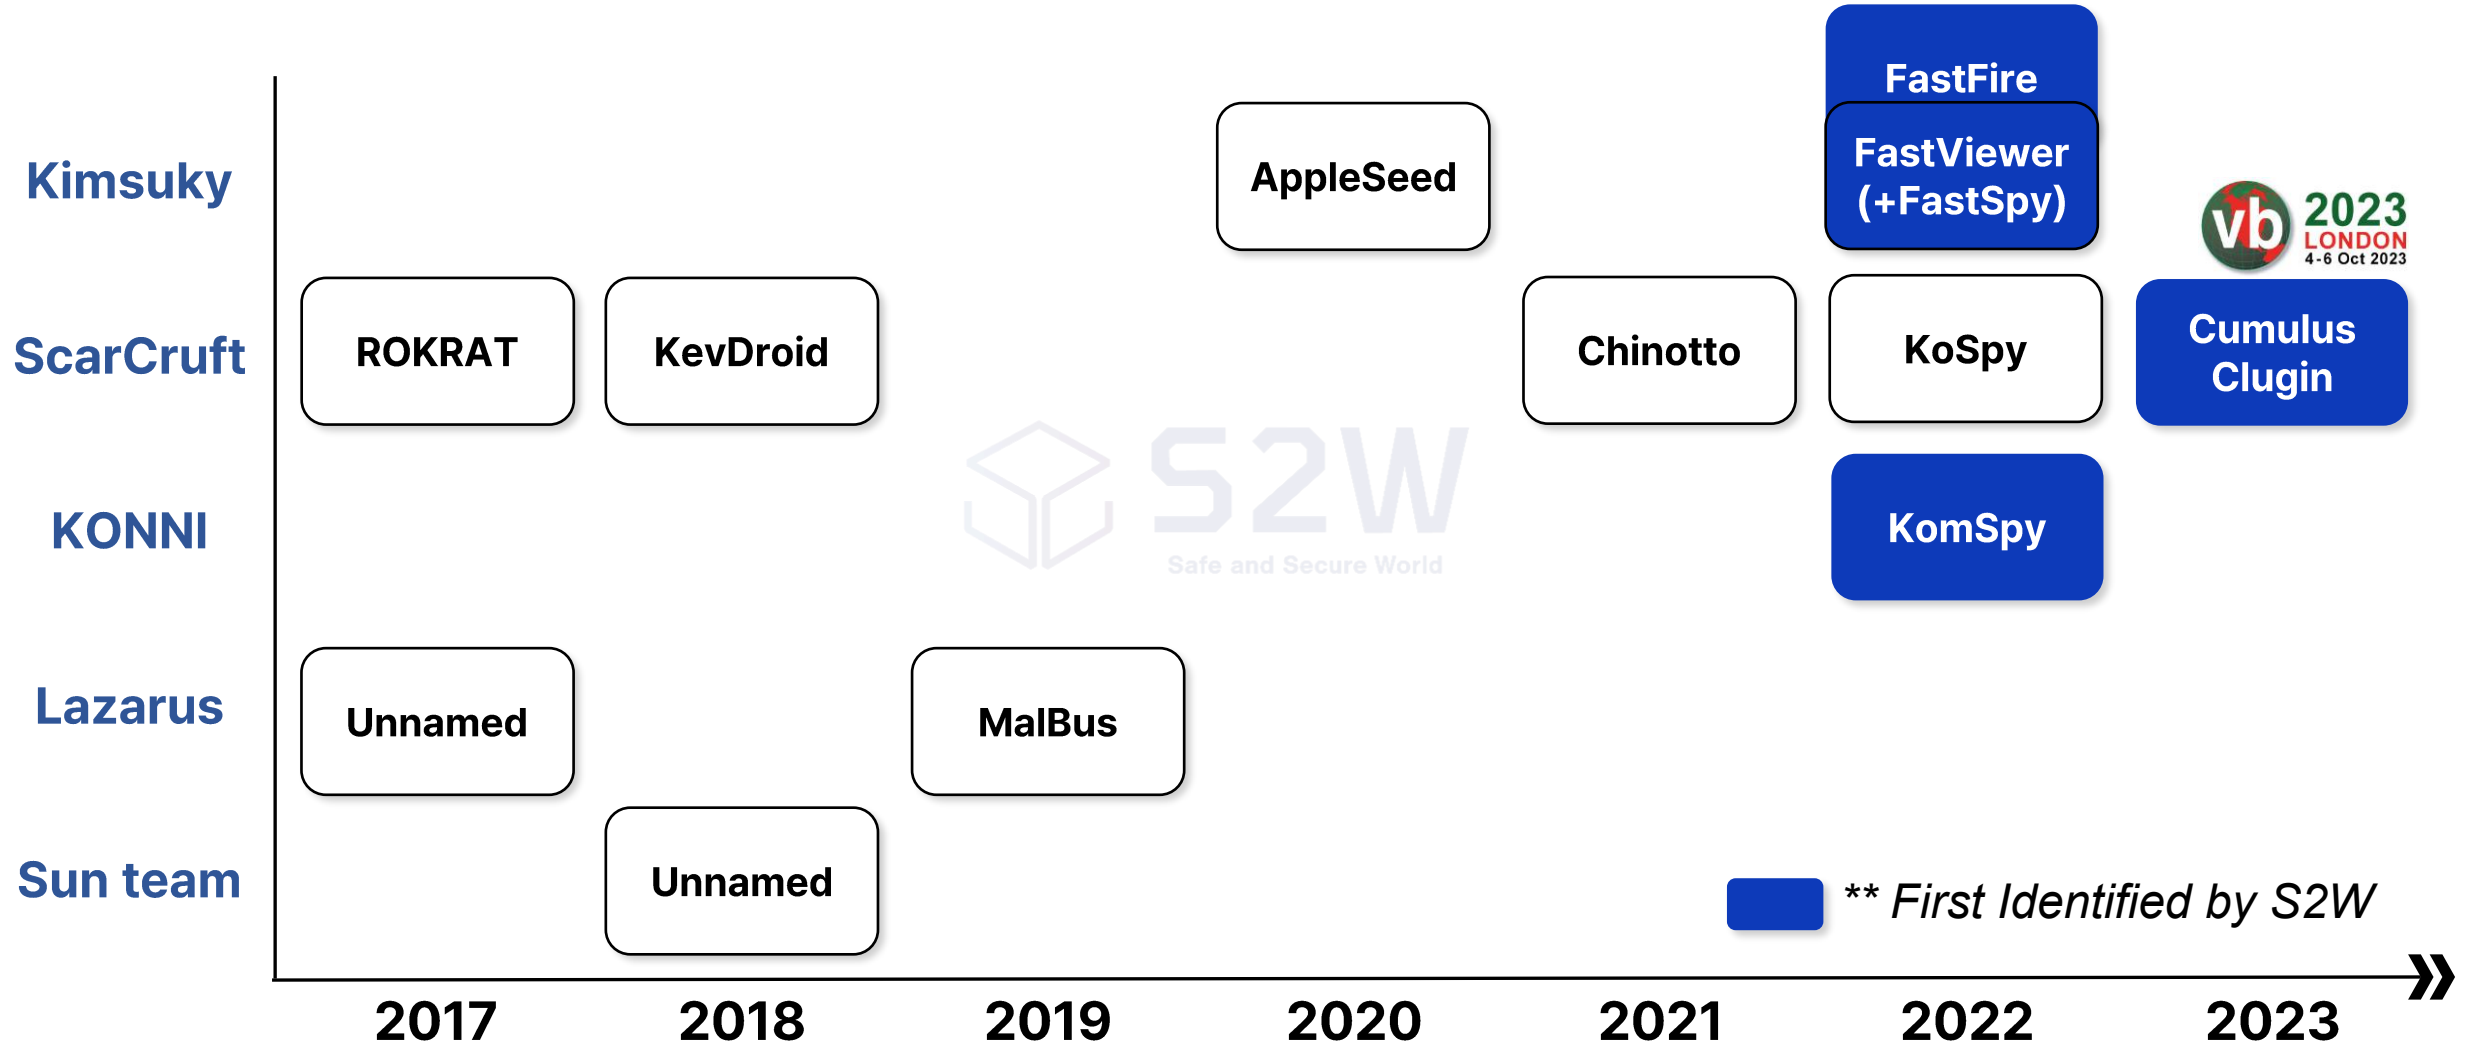 FastFire
Kimsuky
AppleSeed
FastViewer
(+FastSpy)
vb
2023
LONDON
4-6 Oct 2023
ScarCruft
ROKRAT
KevDroid
Chinotto
KoSpy
Cumulus
Clugin
S2W
Safe and Secure World
KONNI
KomSpy
Lazarus
Unnamed
MalBus
Sun team
Unnamed
** First Identified by S2W
2017
2018
2019
2020
2021
2022
2023